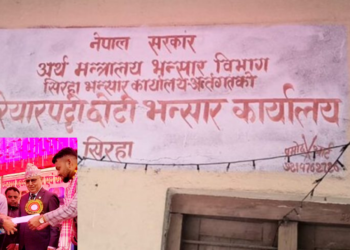 नेपाल सरकार
अर्थ मन्त्रालय भन्सार विभाग
सिरहा भन्सार कार्यालय अन्तर्गतको
छोटी भन्सार कार्यालय
सिरहा